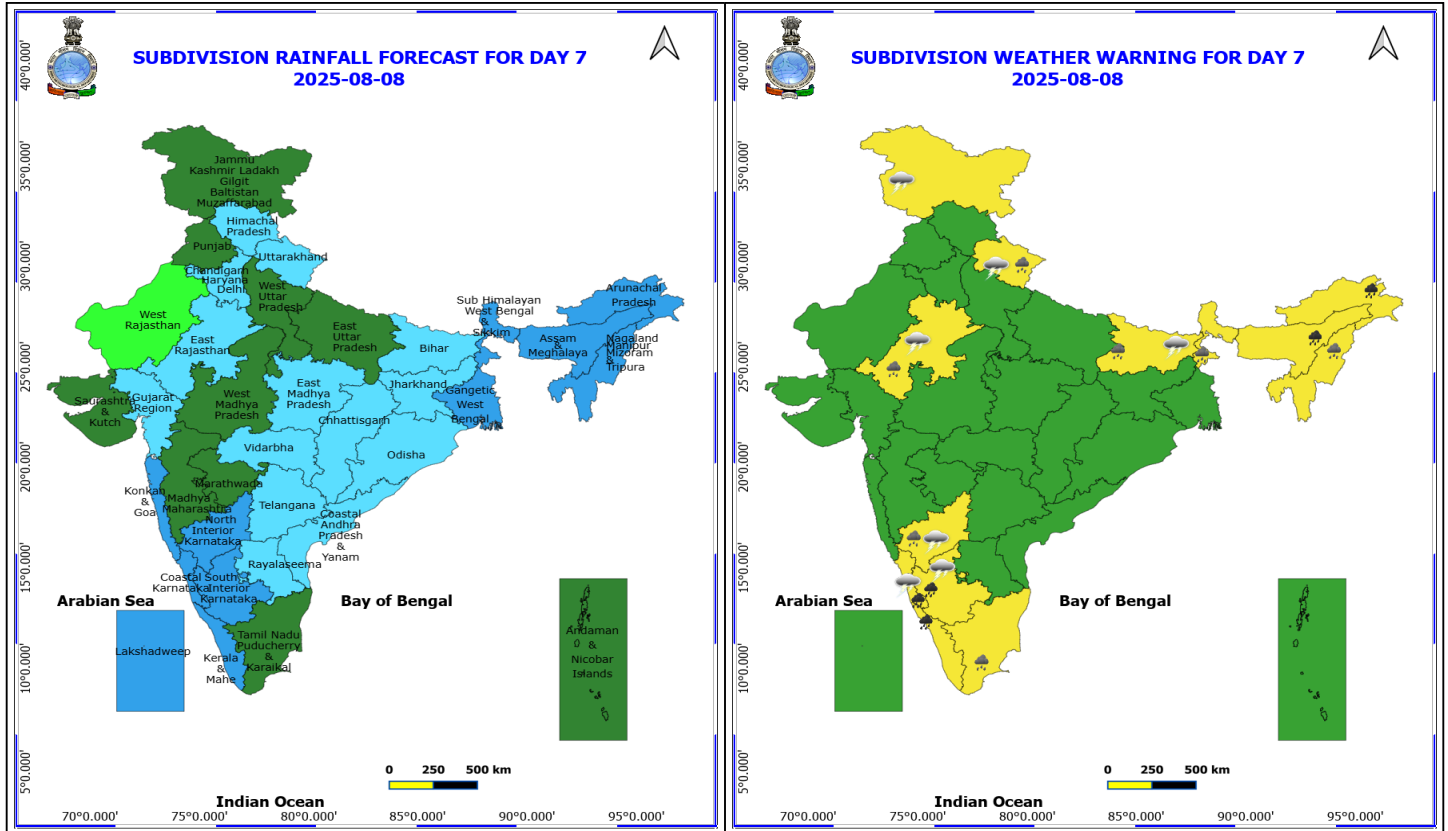 SUBDIVISION RAINFALL FORECAST FOR DAY 7
2025-08-08
40°0.000'
35°0.000'
30°0.000'
25°0.000'
20°0.000'
15°0.000'
10°0.000'
5°0.000'
Jammu
Kashmir Ladakh
Gilgit
Baltistan
Muzaffarabad
Himachal
Pradesh
Punjab
Uttarakhand
Chandigarh
Haryana
Delhi
West
Uttar
Pradesh
West
Rajasthan
East
Rajasthan
East
Uttar
Pradesh
Bihar
Sub Himalayan
West Bengal
&
Sikkim
Arunachal
Pradesh
Assam
&
Meghalaya
Nagaland
Manipur
Mizoram
&
Tripura
Jharkhand
Gangetic
West
Bengal
Saurashtra
&
Kutch
Gujarat
Region
West
Madhya
Pradesh
East
Madhya
Pradesh
Chhattisgarh
Vidarbha
Odisha
Konkan
&
Goa
Madhya
Maharashtra
Marathwada
Telangana
North
Interior
Karnataka
Coastal
Andhra
Pradesh
&
Yanam
Rayalaseema
Coastal
Karnataka
South
Interior
Karnataka
Arabian Sea
Bay of Bengal
Lakshadweep
Kerala
&
Mahe
Tamil Nadu
Puducherry
&
Karaikal
Andaman
&
Nicobar
Islands
0 250 500 km
Indian Ocean
70°0.000' 75°0.000' 80°0.000' 85°0.000' 90°0.000' 95°0.000'
SUBDIVISION WEATHER WARNING FOR DAY 7
2025-08-08
40°0.000'
35°0.000'
30°0.000'
25°0.000'
20°0.000'
15°0.000'
10°0.000'
5°0.000'
Arabian Sea
Bay of Bengal
0 250 500 km
Indian Ocean
70°0.000' 75°0.000' 80°0.000' 85°0.000' 90°0.000' 95°0.000'